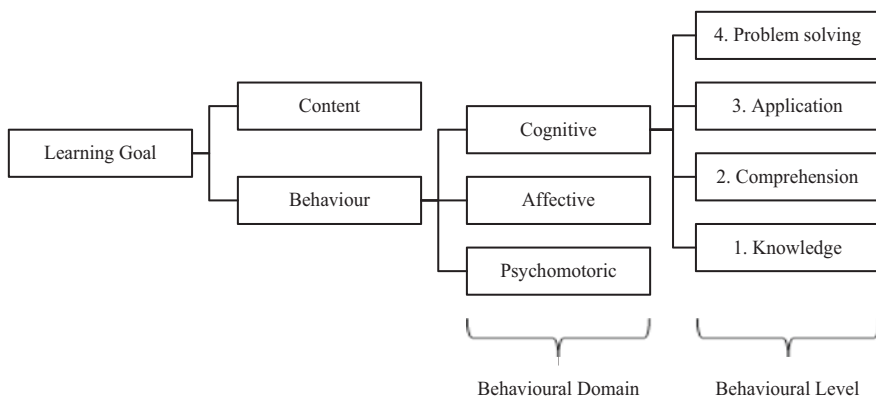 4. Problem solving
Content
Cognitive
3. Application
Learning Goal
Behaviour
Affective
2. Comprehension
Psychomotoric
1. Knowledge
Behavioural Domain
Behavioural Level